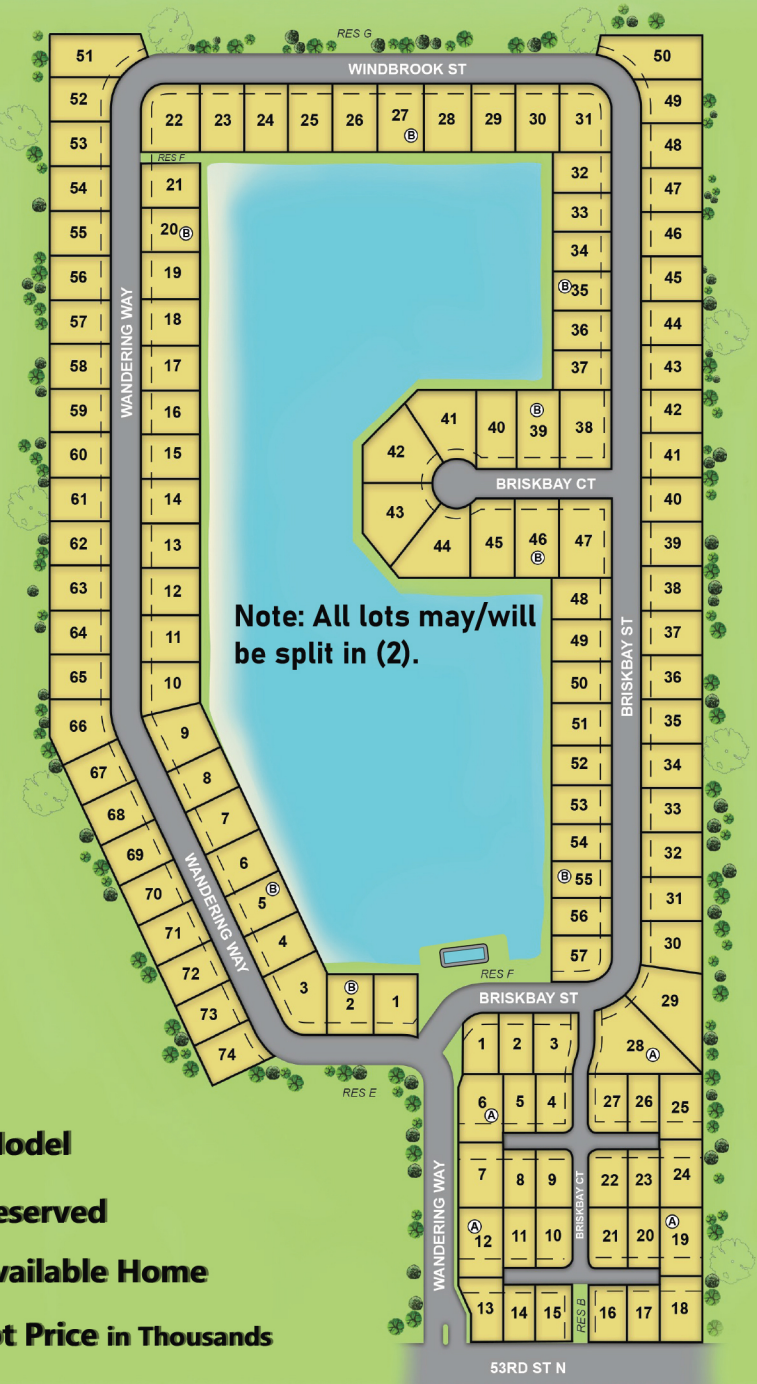 RES G
51
50
WINDBROOK ST
52
49
22 23 24 25 26 27 B 28 29 30 31
53
48
RES F
54
21
32
47
55
20 B
33
46
34
56
19
B 35
45
WANDERING WAY
57
18
36
44
58
17
37
43
59
16
41 40 B 39 38
42
60
15
42
41
BRISKBAY CT
61
14
43
40
62
13
44 45 46 B 47
39
63
12
48
38
Note: All lots may/will
be split in (2).
64
11
49
37
BRISKBAY ST
65
10
50
36
66
9
51
35
67
8
52
34
68
7
53
33
69
6
54
32
70
5 B
B 55
31
WANDERING WAY
71
4
56
30
72
3
B 2
1
57
29
RES F
BRISKBAY ST
73
74
1 2 3
28 A
RES E
6 A 5 4
27 26 25
7 8 9
22 23 24
WANDERING WAY
BRISKBAY CT
A 12 11 10
21 20 A 19
13 14 15
RES B
16 17 18
53RD ST N
odel
eserved
vailable Home
ot Price in Thousands